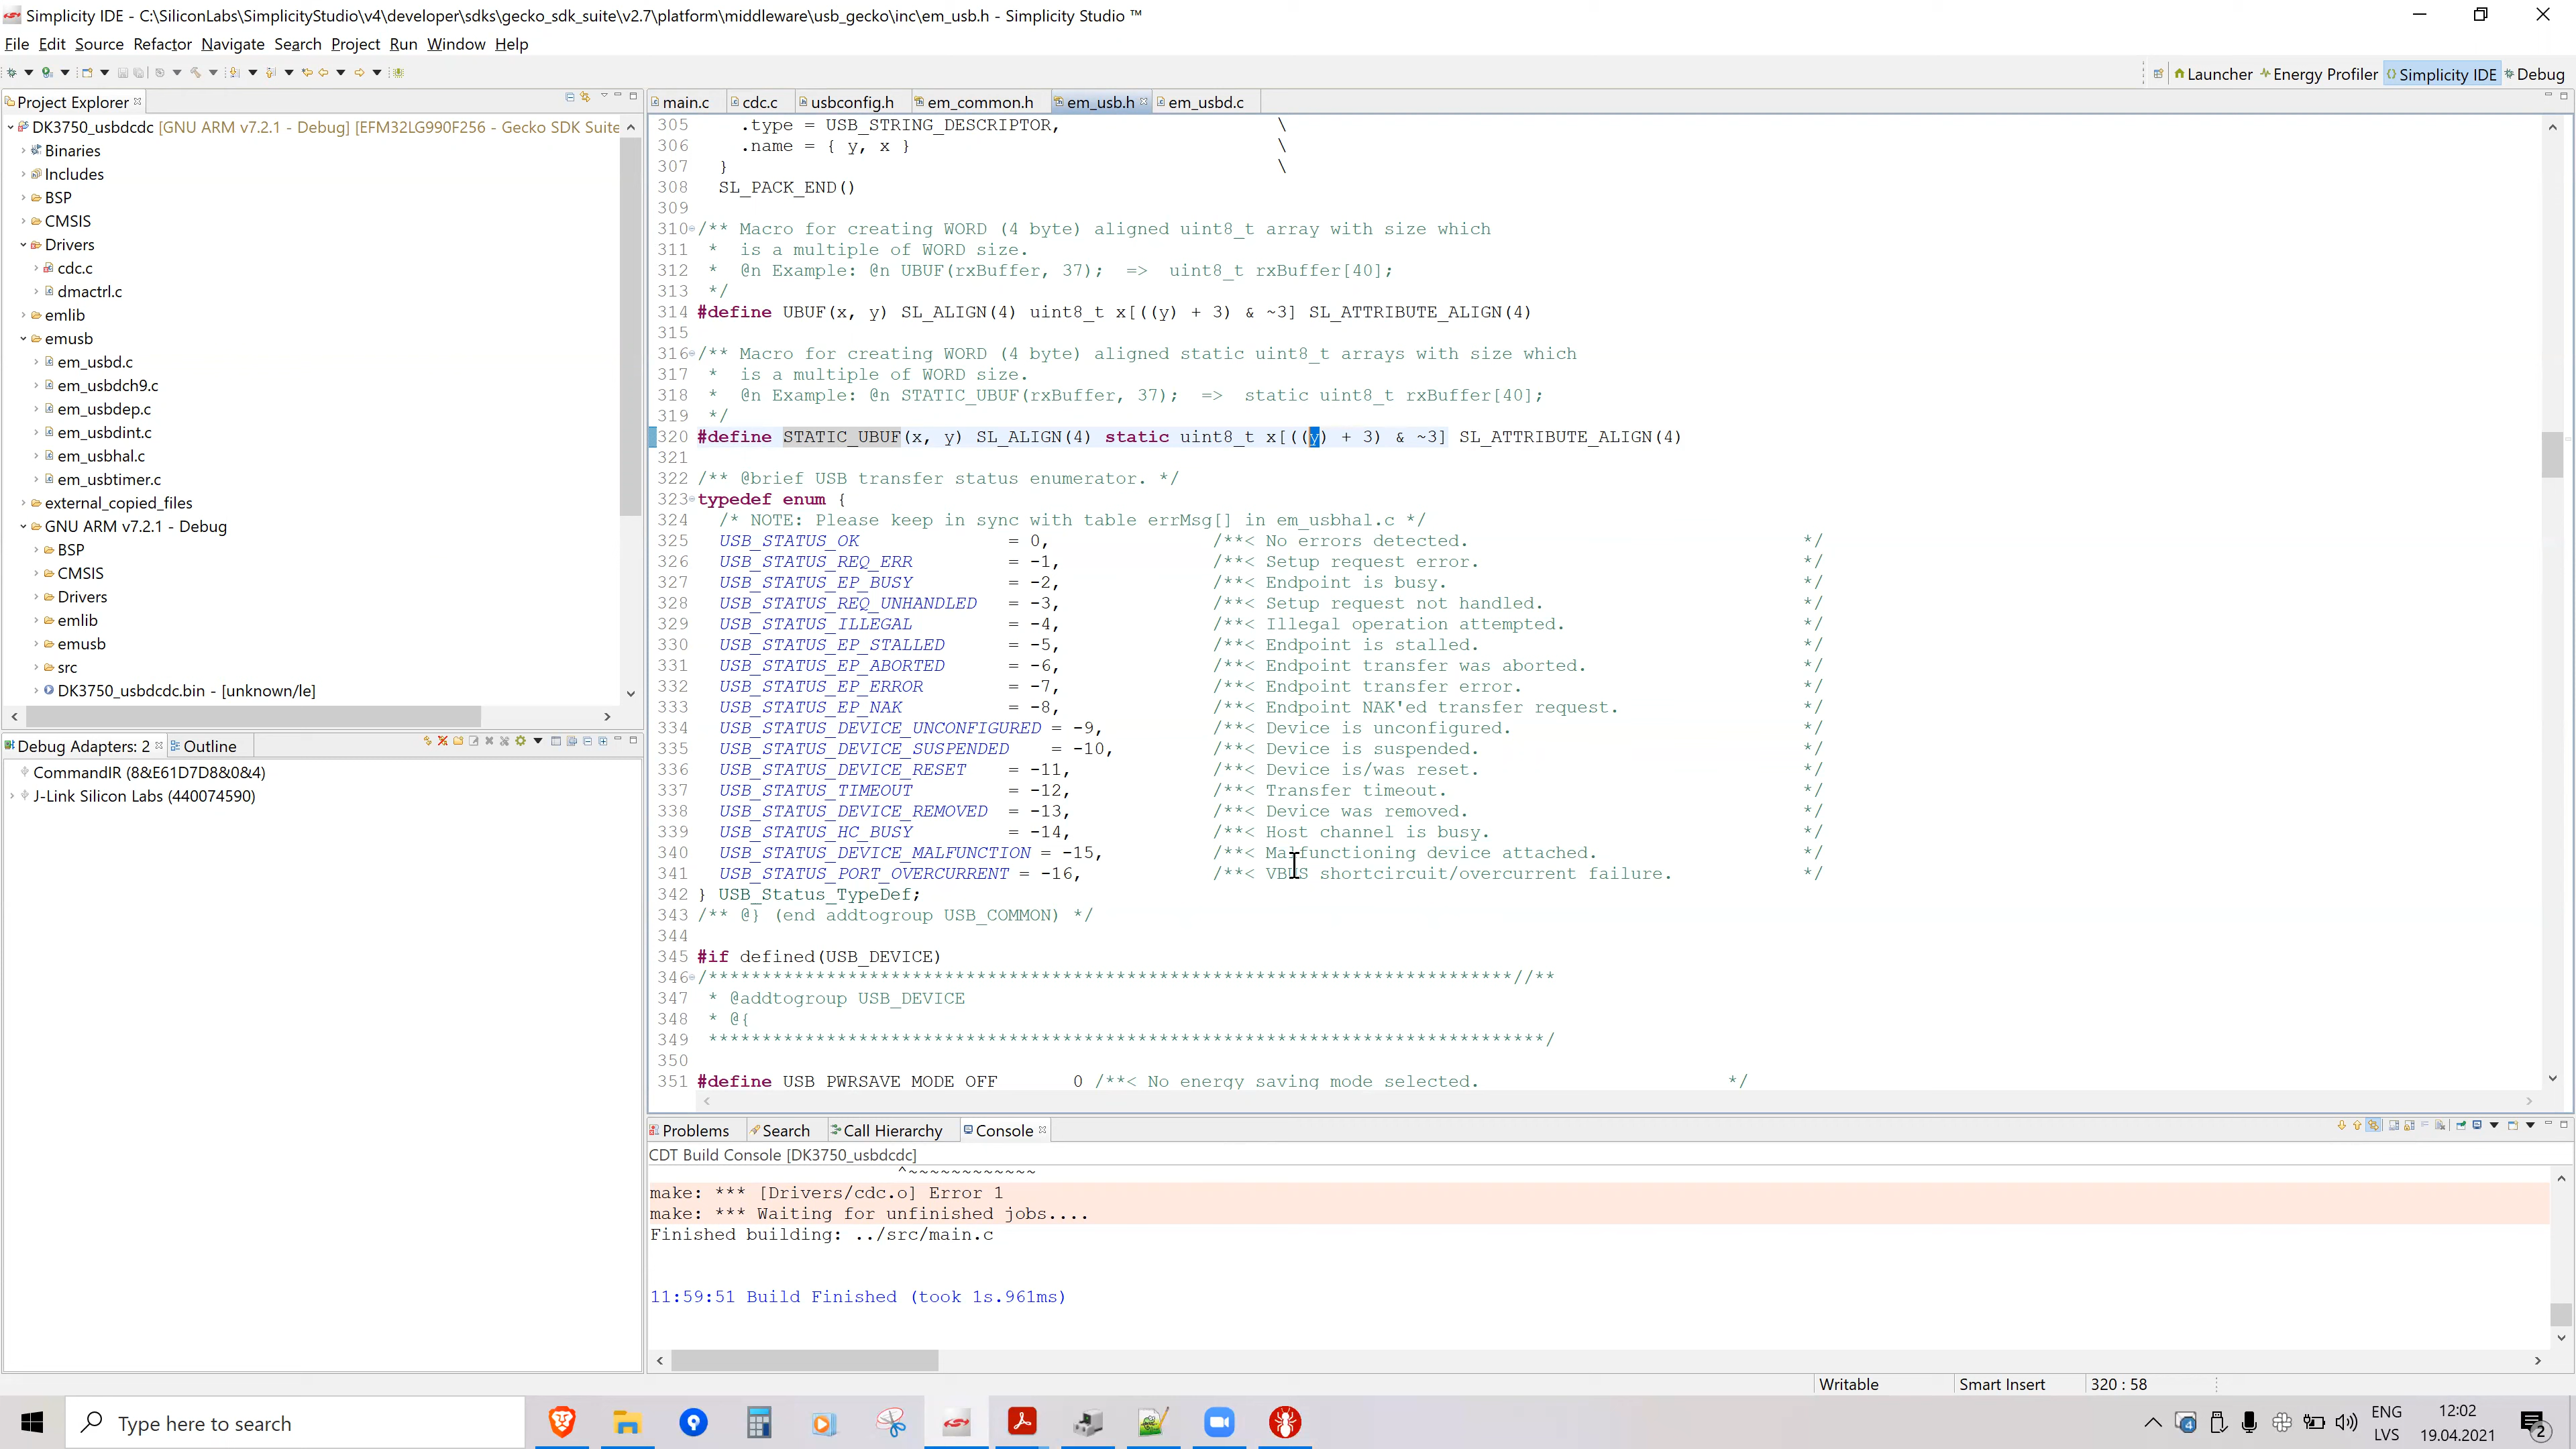 Simplicity IDE - C:\SiliconLabs\SimplicityStudio\v4\developer\sdks\gecko_sdk_suite\v2.7\platform\middleware\usb_gecko\inc\em_usb.h - Simplicity Studio ™
File Edit Source Refactor Navigate Search Project Run Window Help
Launcher Energy Profiler Simplicity IDE Debug
Project Explorer
DK3750_usbdcdc [GNU ARM v7.2.1 - Debug] [EFM32LG990F256 - Gecko SDK Suite
Binaries
Includes
BSP
CMSIS
Drivers
cdc.c
dmactrl.c
emlib
emusb
em_usbd.c
em_usbdch9.c
em_usbdep.c
em_usbdint.c
em_usbhal.c
em_usbtimer.c
external_copied_files
GNU ARM v7.2.1 - Debug
BSP
CMSIS
Drivers
emlib
emusb
src
DK3750_usbdcdc.bin - [unknown/le]
Debug Adapters: 2 Outline
CommandIR (8&E61D7D8&0&4)
J-Link Silicon Labs (440074590)
main.c cdc.c usbconfig.h em_common.h em_usb.h em_usbd.c
305 .type = USB_STRING_DESCRIPTOR, \
306 .name = { y, x } \
307 } \
308 SL_PACK_END()
309
310 /** Macro for creating WORD (4 byte) aligned uint8_t array with size which
311 * is a multiple of WORD size.
312 * @n Example: @n UBUF(rxBuffer, 37); => uint8_t rxBuffer[40];
313 */
314 #define UBUF(x, y) SL_ALIGN(4) uint8_t x[((y) + 3) & ~3] SL_ATTRIBUTE_ALIGN(4)
315
316 /** Macro for creating WORD (4 byte) aligned static uint8_t arrays with size which
317 * is a multiple of WORD size.
318 * @n Example: @n STATIC_UBUF(rxBuffer, 37); => static uint8_t rxBuffer[40];
319 */
320 #define STATIC_UBUF(x, y) SL_ALIGN(4) static uint8_t x[((y) + 3) & ~3] SL_ATTRIBUTE_ALIGN(4)
321
322 /** @brief USB transfer status enumerator. */
323 typedef enum {
324 /* NOTE: Please keep in sync with table errMsg[] in em_usbhal.c */
325 USB_STATUS_OK = 0, /**< No errors detected. */
326 USB_STATUS_REQ_ERR = -1, /**< Setup request error. */
327 USB_STATUS_EP_BUSY = -2, /**< Endpoint is busy. */
328 USB_STATUS_REQ_UNHANDLED = -3, /**< Setup request not handled. */
329 USB_STATUS_ILLEGAL = -4, /**< Illegal operation attempted. */
330 USB_STATUS_EP_STALLED = -5, /**< Endpoint is stalled. */
331 USB_STATUS_EP_ABORTED = -6, /**< Endpoint transfer was aborted. */
332 USB_STATUS_EP_ERROR = -7, /**< Endpoint transfer error. */
333 USB_STATUS_EP_NAK = -8, /**< Endpoint NAK'ed transfer request. */
334 USB_STATUS_DEVICE_UNCONFIGURED = -9, /**< Device is unconfigured. */
335 USB_STATUS_DEVICE_SUSPENDED = -10, /**< Device is suspended. */
336 USB_STATUS_DEVICE_RESET = -11, /**< Device is/was reset. */
337 USB_STATUS_TIMEOUT = -12, /**< Transfer timeout. */
338 USB_STATUS_DEVICE_REMOVED = -13, /**< Device was removed. */
339 USB_STATUS_HC_BUSY = -14, /**< Host channel is busy. */
340 USB_STATUS_DEVICE_MALFUNCTION = -15, /**< Malfunctioning device attached. */
341 USB_STATUS_PORT_OVERCURRENT = -16, /**< VBUS shortcircuit/overcurrent failure. */
342 } USB_Status_TypeDef;
343 /** @} (end addtogroup USB_COMMON) */
344
345 #if defined(USB_DEVICE)
346 /***************************************************************************//**
347 * @addtogroup USB_DEVICE
348 * @{
349 ******************************************************************************/
350
351 #define USB_PWRSAVE_MODE_OFF 0 /**< No energy saving mode selected. */
Problems Search Call Hierarchy Console
CDT Build Console [DK3750_usbdcdc]
^~~~~~~~~~~~~
make: *** [Drivers/cdc.o] Error 1
make: *** Waiting for unfinished jobs....
Finished building: ../src/main.c
11:59:51 Build Finished (took 1s.961ms)
Writable Smart Insert 320 : 58
Type here to search
4
ENG
LVS
12:02
19.04.2021
2